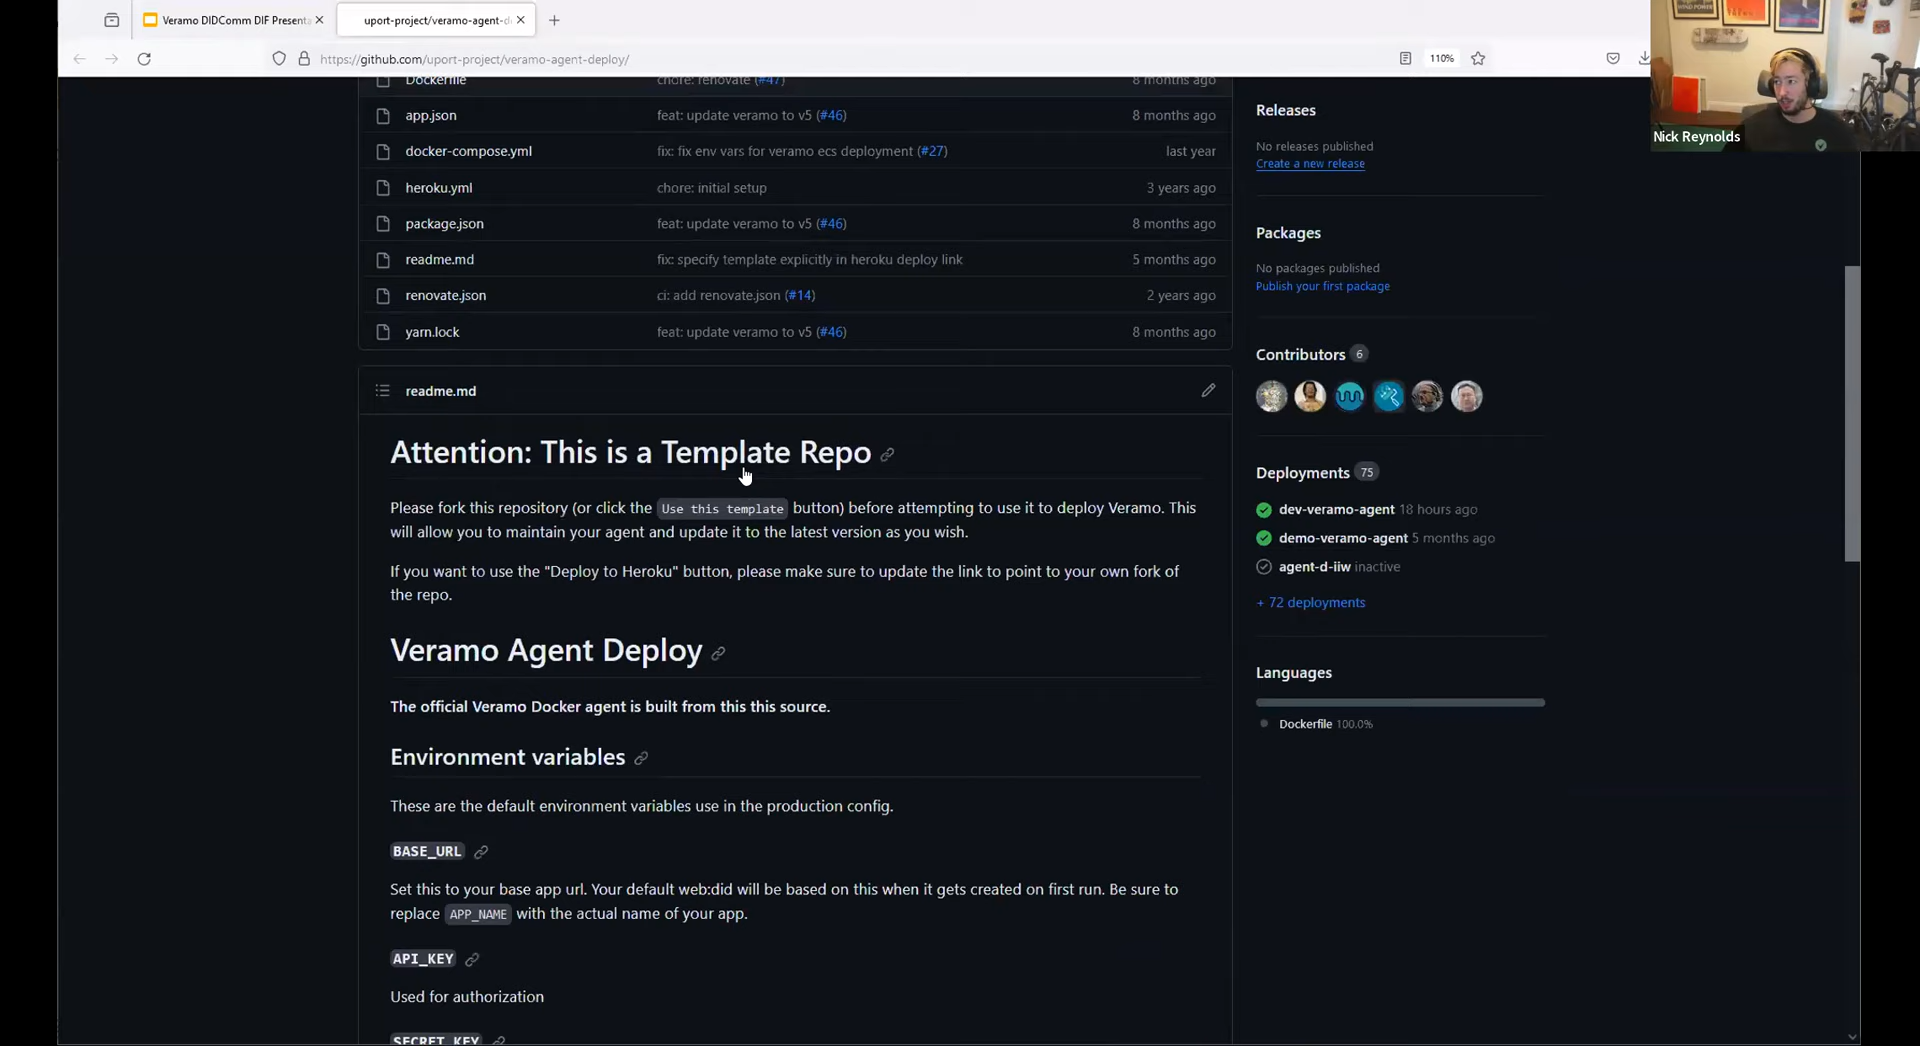 Veramo DIDComm DIF Presenta
uport-project/veramo-agent-d
https://github.com/uport-project/veramo-agent-deploy/
110%
Nick Reynolds
Dockerfile chore: renovate (#47) 8 months ago
app.json feat: update veramo to v5 (#46) 8 months ago
docker-compose.yml fix: fix env vars for veramo ecs deployment (#27) last year
heroku.yml chore: initial setup 3 years ago
package.json feat: update veramo to v5 (#46) 8 months ago
readme.md fix: specify template explicitly in heroku deploy link 5 months ago
renovate.json ci: add renovate.json (#14) 2 years ago
yarn.lock feat: update veramo to v5 (#46) 8 months ago
readme.md
Attention: This is a Template Repo
Please fork this repository (or click the Use this template button) before attempting to use it to deploy Veramo. This
will allow you to maintain your agent and update it to the latest version as you wish.
If you want to use the "Deploy to Heroku" button, please make sure to update the link to point to your own fork of
the repo.
Veramo Agent Deploy
The official Veramo Docker agent is built from this this source.
Environment variables
These are the default environment variables use in the production config.
BASE_URL
Set this to your base app url. Your default web:did will be based on this when it gets created on first run. Be sure to
replace APP_NAME with the actual name of your app.
API_KEY
Used for authorization
SECRET_KEY
Releases
No releases published
Create a new release
Packages
No packages published
Publish your first package
Contributors 6
Deployments 75
dev-veramo-agent 18 hours ago
demo-veramo-agent 5 months ago
agent-d-iiw inactive
+ 72 deployments
Languages
Dockerfile 100.0%